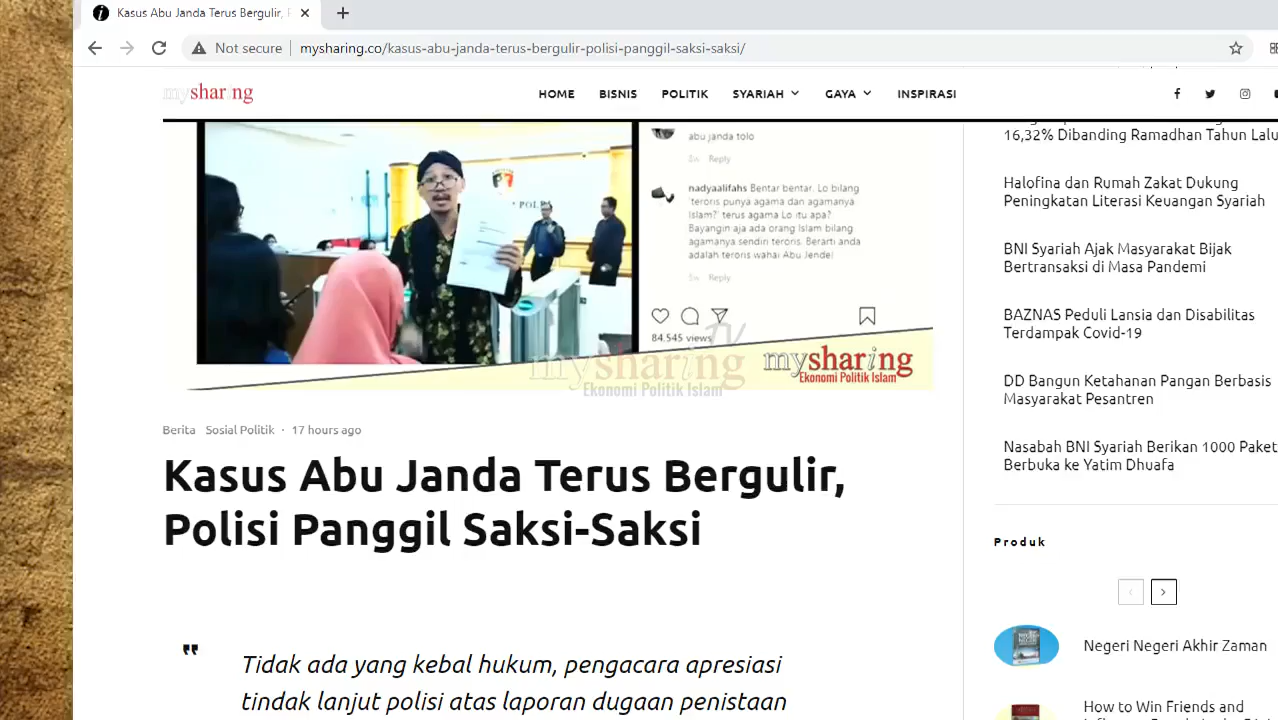 Kasus Abu Janda Terus Bergulir,
Not secure
mysharing.co/kasus-abu-janda-terus-bergulir-polisi-panggil-saksi-saksi/
mysharing
HOME BISNIS POLITIK SYARIAH GAYA INSPIRASI
abu janda tolo
Reply
nadyaalifahs Bentar bentar. Lo bilang
'teroris punya agama dan agamanya
Islam?' terus agama Lo itu apa?
Bayangin aja ada orang Islam bilang
agamanya sendiri teroris. Berarti anda
adalah teroris wahai Abu Jende!
Reply
84.545 views
mysharing TV
Ekonomi Politik Islam
mysharing
Ekonomi Politik Islam
Berita Sosial Politik · 17 hours ago
Kasus Abu Janda Terus Bergulir,
Polisi Panggil Saksi-Saksi
" Tidak ada yang kebal hukum, pengacara apresiasi
tindak lanjut polisi atas laporan dugaan penistaan
16,32% Dibanding Ramadhan Tahun Lalu
Halofina dan Rumah Zakat Dukung
Peningkatan Literasi Keuangan Syariah
BNI Syariah Ajak Masyarakat Bijak
Bertransaksi di Masa Pandemi
BAZNAS Peduli Lansia dan Disabilitas
Terdampak Covid-19
DD Bangun Ketahanan Pangan Berbasis
Masyarakat Pesantren
Nasabah BNI Syariah Berikan 1000 Paket
Berbuka ke Yatim Dhuafa
Produk
Negeri Negeri Akhir Zaman
How to Win Friends and